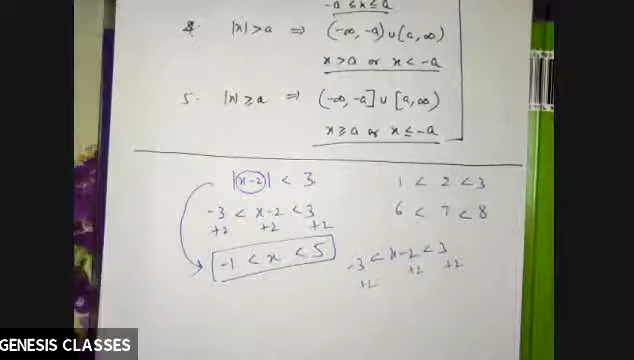 -a ≤ x ≤ a
4. |x| > a ⇒ (-∞, -a) ∪ (a, ∞)
x > a or x < -a
5. |x| ≥ a ⇒ (-∞, -a] ∪ [a, ∞)
x ≥ a or x ≤ -a
|x-2| < 3
-3 < x-2 < 3
+2 +2 +2
-1 < x < 5
1 < 2 < 3
6 < 7 < 8
-3 < x-2 < 3
+2 +2 +2
GENESIS CLASSES